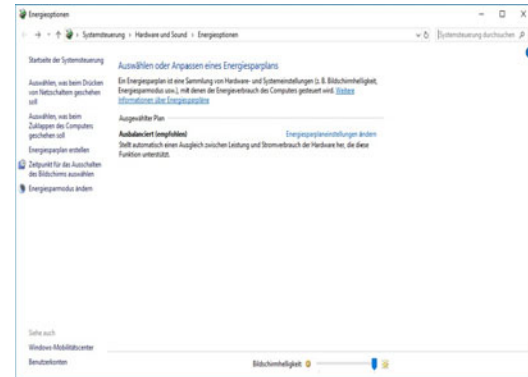 Energieoptionen
Systemsteuerung › Hardware und Sound › Energieoptionen
Systemsteuerung durchsuchen
Startseite der Systemsteuerung
Auswählen, was beim Drücken
von Netzschaltern geschehen
soll
Auswählen, was beim
Zuklappen des Computers
geschehen soll
Energiesparplan erstellen
Zeitpunkt für das Ausschalten
des Bildschirms auswählen
Energiesparmodus ändern
Auswählen oder Anpassen eines Energiesparplans
Ein Energiesparplan ist eine Sammlung von Hardware- und Systemeinstellungen (z. B. Bildschirmhelligkeit,
Energiesparmodus usw.), mit denen der Energieverbrauch des Computers gesteuert wird. Weitere
Informationen über Energiesparpläne
Ausgewählter Plan
Ausbalanciert (empfohlen) Energiesparplaneinstellungen ändern
Stellt automatisch einen Ausgleich zwischen Leistung und Stromverbrauch der Hardware her, die diese
Funktion unterstützt.
Siehe auch
Windows-Mobilitätscenter
Benutzerkonten
Bildschirmhelligkeit: